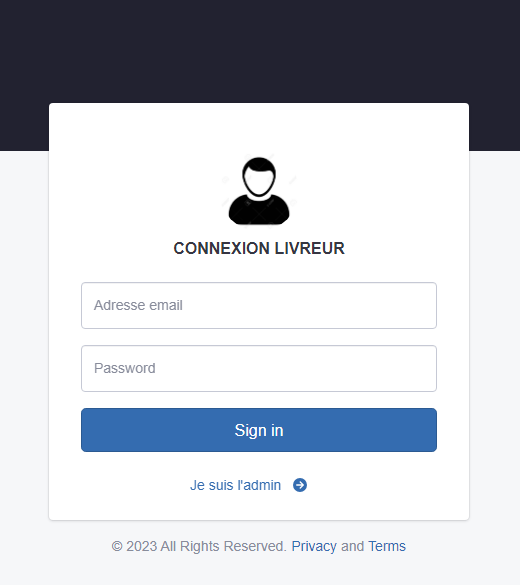 CONNEXION LIVREUR
Adresse email
Password
Sign in
Je suis l'admin
© 2023 All Rights Reserved. Privacy and Terms